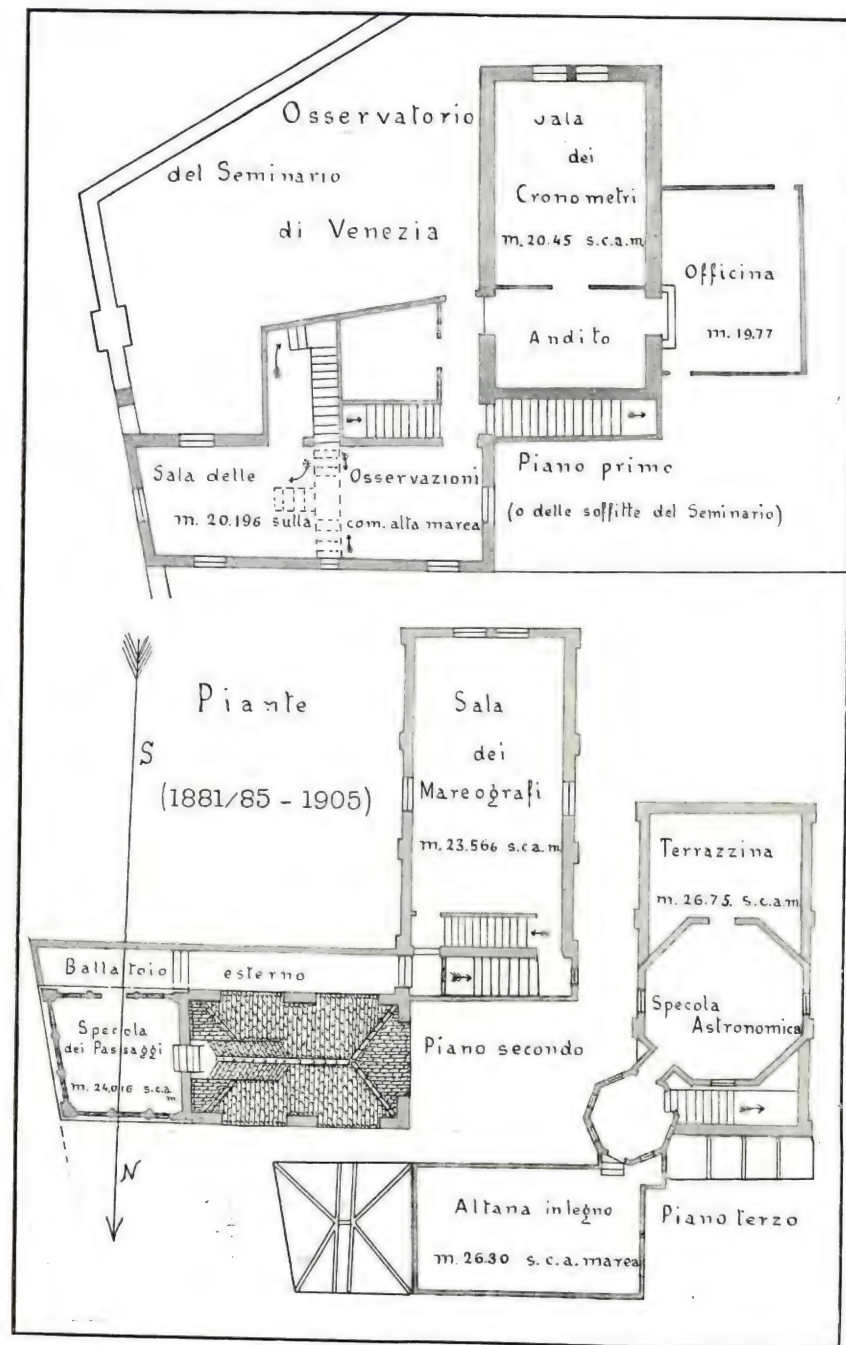 Osservatorio
del Seminario
di Venezia
Sala
dei
Cronometri
m. 20.45 s.c.a.m
Officina
m. 19.77
Andito
Sala delle Osservazioni
m. 20.196 sulla com. alta marea
Piano primo
(o delle soffitte del Seminario)
Piante
(1881/85 - 1905)
S
N
Sala
dei
Mareografi
m. 23.566 s.c.a.m.
Terrazzina
m. 26.75. s.c.a.m
Ballatoio esterno
Specola
dei Passaggi
m. 24.016 s.c.a
m
Piano secondo
Specola
Astronomica
Altana in legno
m. 26.30 s.c.a. marea
Piano terzo